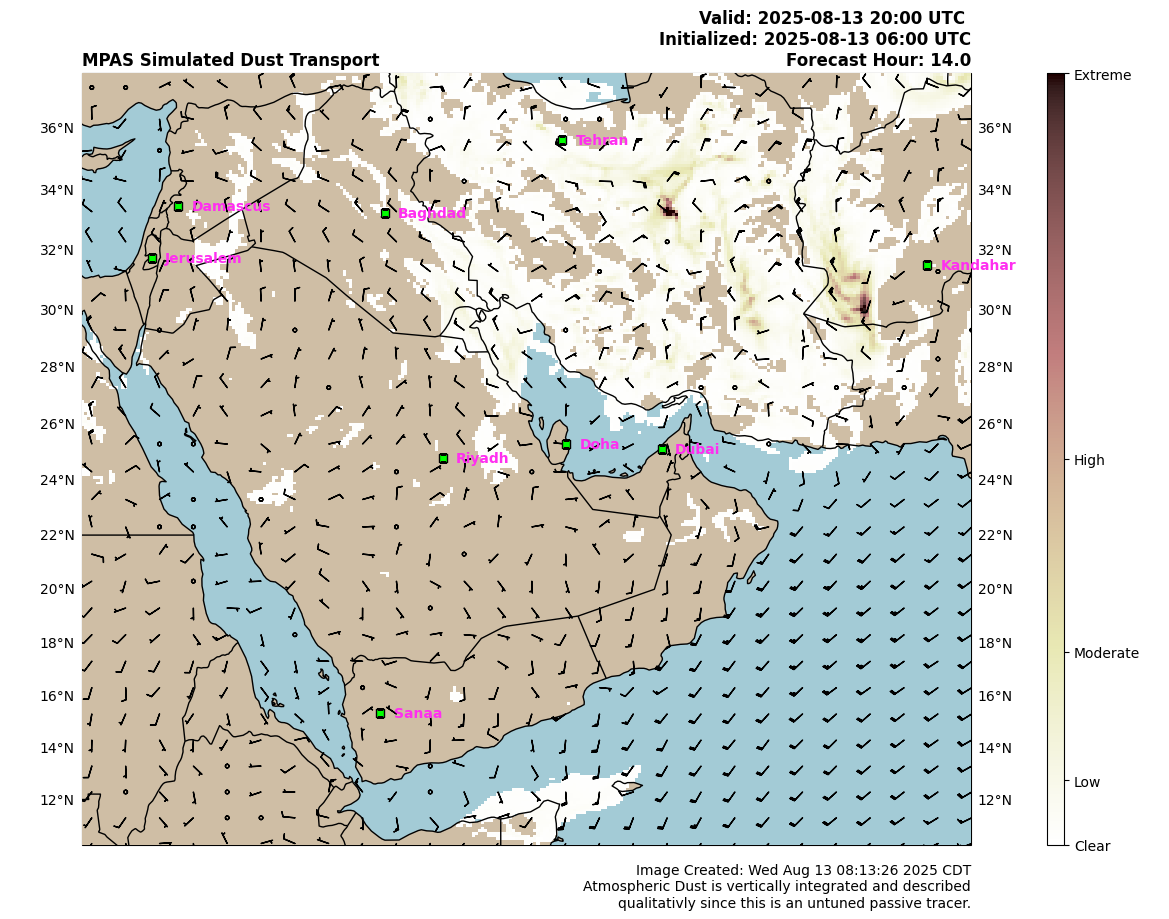 Valid: 2025-08-13 20:00 UTC
Initialized: 2025-08-13 06:00 UTC
MPAS Simulated Dust Transport
Forecast Hour: 14.0
Extreme
36°N
36°N
Tehran
34°N
34°N
Damascus
Baghdad
32°N
32°N
Jerusalem
Kandahar
30°N
30°N
28°N
28°N
26°N
26°N
Doha
Dubai
Riyadh
High
24°N
24°N
22°N
22°N
20°N
20°N
18°N
18°N
Moderate
16°N
16°N
Sanaa
14°N
14°N
Low
12°N
12°N
Clear
Image Created: Wed Aug 13 08:13:26 2025 CDT
Atmospheric Dust is vertically integrated and described
qualitativly since this is an untuned passive tracer.